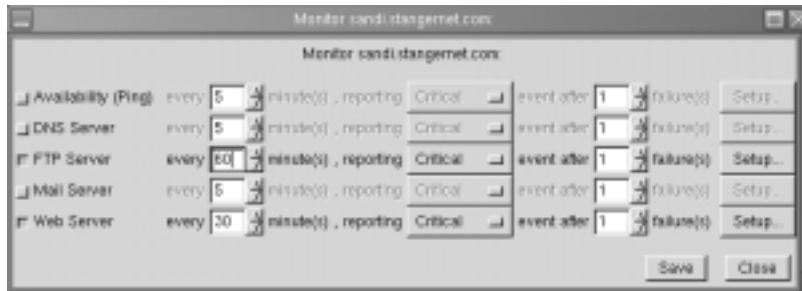 Monitor sandi.stangernet.com:
Monitor sandi.stangernet.com:
Availability (Ping) every 5 minute(s) , reporting Critical event after 1 failure(s) Setup...
DNS Server every 5 minute(s) , reporting Critical event after 1 failure(s) Setup...
FTP Server every 60 minute(s) , reporting Critical event after 1 failure(s) Setup...
Mail Server every 5 minute(s) , reporting Critical event after 1 failure(s) Setup...
Web Server every 30 minute(s) , reporting Critical event after 1 failure(s) Setup...
Save Close